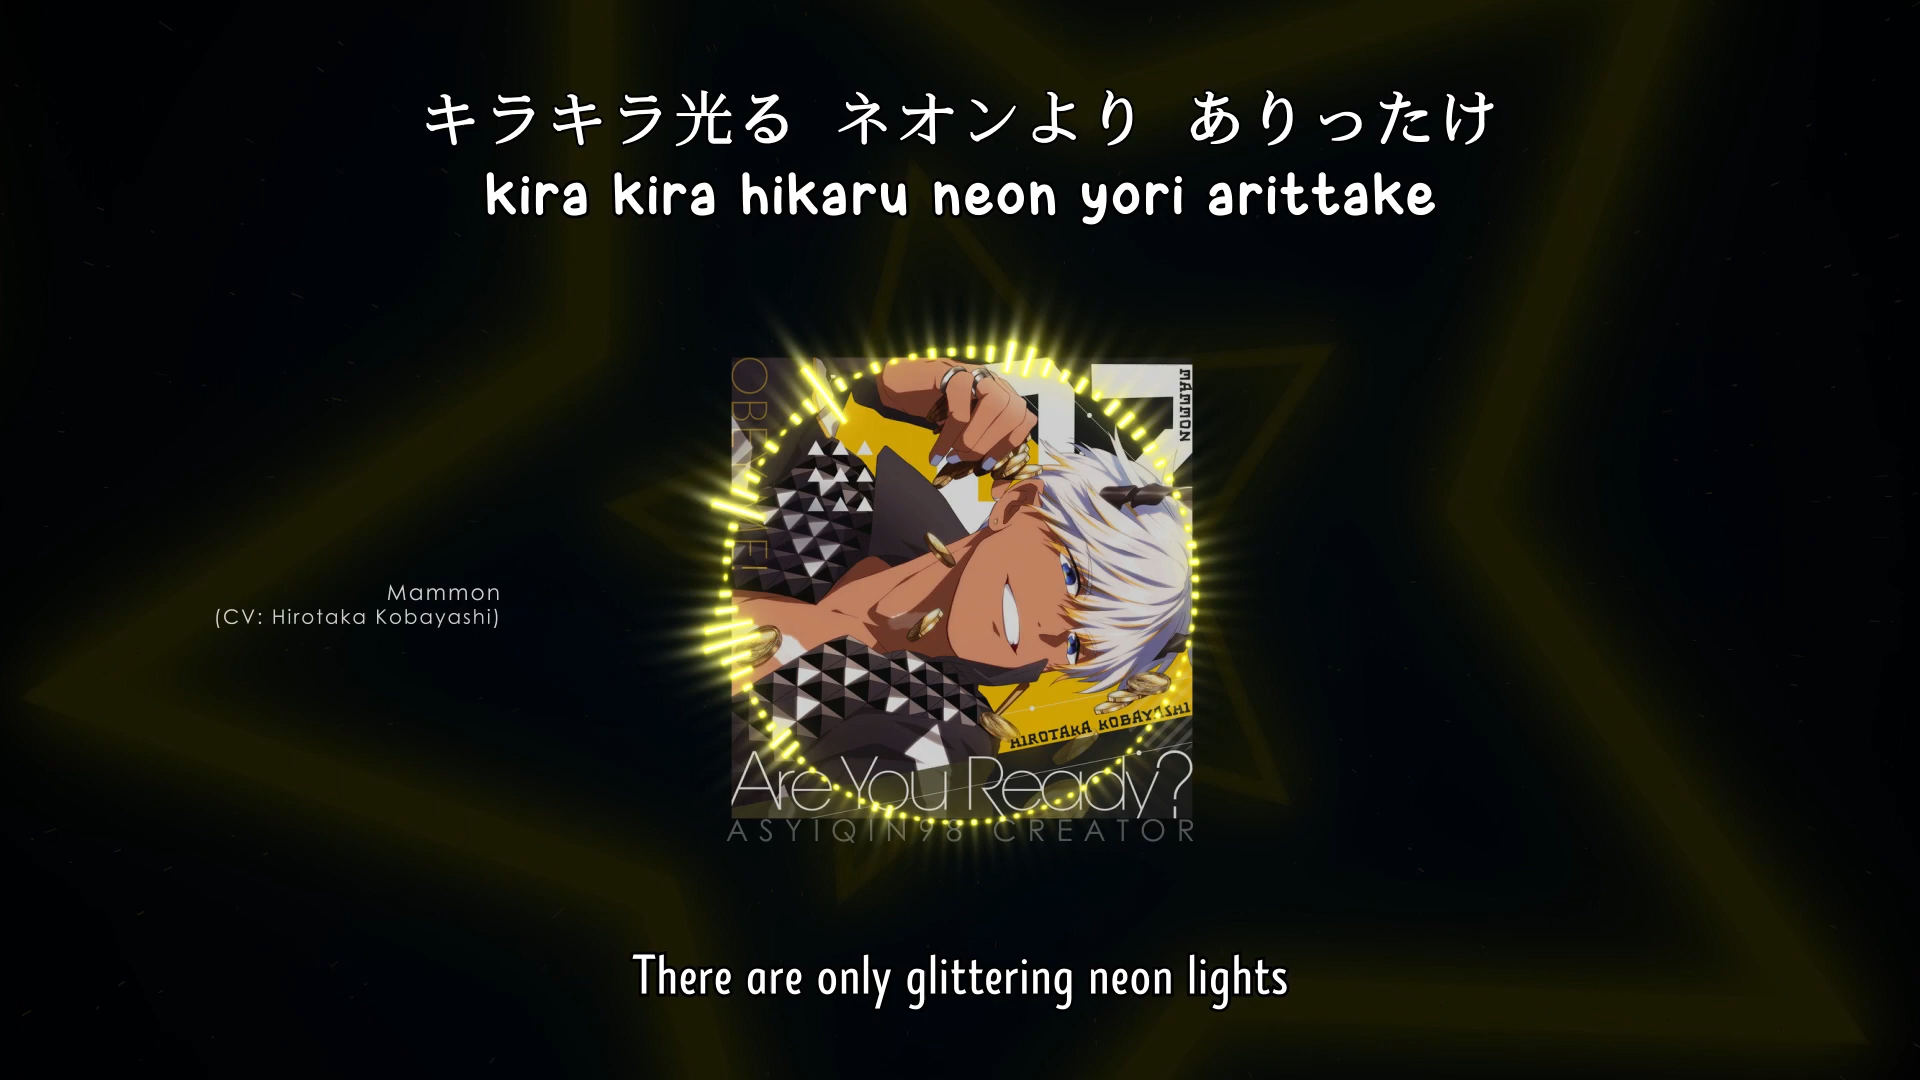 キラキラ光る ネオンより ありったけ
kira kira hikaru neon yori arittake
OBEY ME!
MAMMON
Mammon
(CV: Hirotaka Kobayashi)
HIROTAKA KOBAYASHI
Are You Ready?
ASYIQIN98 CREATOR
There are only glittering neon lights